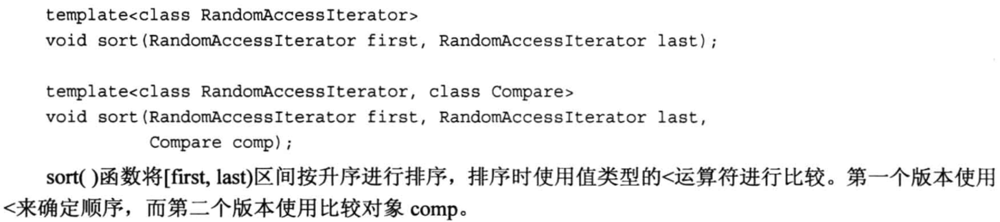 template<class RandomAccessIterator>
void sort(RandomAccessIterator first, RandomAccessIterator last);
template<class RandomAccessIterator, class Compare>
void sort(RandomAccessIterator first, RandomAccessIterator last,
Compare comp);
sort( )函数将[first, last)区间按升序进行排序，排序时使用值类型的<运算符进行比较。第一个版本使用
<来确定顺序，而第二个版本使用比较对象 comp。